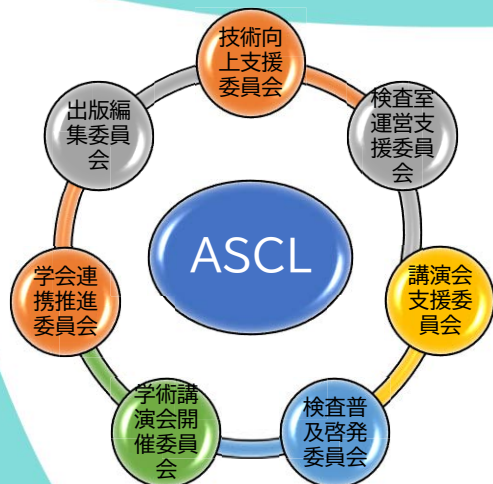 技術向
上支援
委員会
検査室
運営支
援委員
会
講演会
支援委
員会
検査普
及啓発
委員会
学術講
演会開
催委員
会
学会連
携推進
委員会
出版編
集委員
会
ASCL